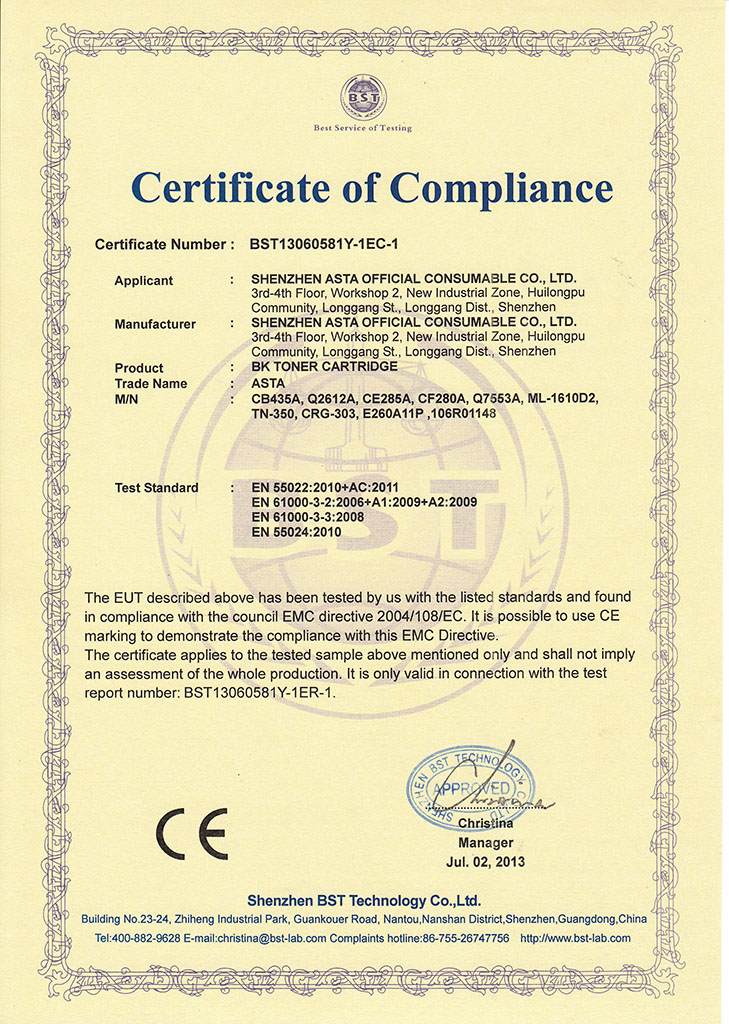 BST
Best Service of Testing
Certificate of Compliance
Certificate Number : BST13060581Y-1EC-1
Applicant : SHENZHEN ASTA OFFICIAL CONSUMABLE CO., LTD.
3rd-4th Floor, Workshop 2, New Industrial Zone, Huilongpu
Community, Longgang St., Longgang Dist., Shenzhen
Manufacturer : SHENZHEN ASTA OFFICIAL CONSUMABLE CO., LTD.
3rd-4th Floor, Workshop 2, New Industrial Zone, Huilongpu
Community, Longgang St., Longgang Dist., Shenzhen
Product : BK TONER CARTRIDGE
Trade Name : ASTA
M/N : CB435A, Q2612A, CE285A, CF280A, Q7553A, ML-1610D2,
TN-350, CRG-303, E260A11P ,106R01148
Test Standard : EN 55022:2010+AC:2011
EN 61000-3-2:2006+A1:2009+A2:2009
EN 61000-3-3:2008
EN 55024:2010
BST
The EUT described above has been tested by us with the listed standards and found
in compliance with the council EMC directive 2004/108/EC. It is possible to use CE
marking to demonstrate the compliance with this EMC Directive.
The certificate applies to the tested sample above mentioned only and shall not imply
an assessment of the whole production. It is only valid in connection with the test
report number: BST13060581Y-1ER-1.
SHENZHEN BST TECHNOLOGY CO., LTD
APPROVED
CE
Christina
Manager
Jul. 02, 2013
Shenzhen BST Technology Co.,Ltd.
Building No.23-24, Zhiheng Industrial Park, Guankouer Road, Nantou,Nanshan District,Shenzhen,Guangdong,China
Tel:400-882-9628 E-mail:christina@bst-lab.com Complaints hotline:86-755-26747756 http://www.bst-lab.com